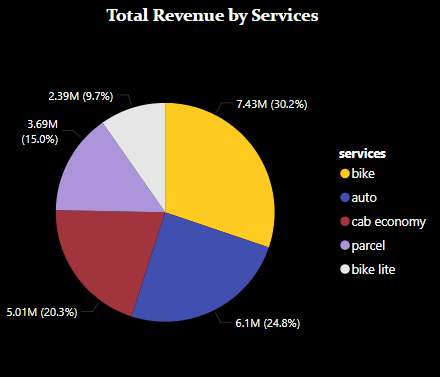 Total Revenue by Services
2.39M (9.7%)
7.43M (30.2%)
3.69M
(15.0%)
services
bike
auto
cab economy
parcel
bike lite
5.01M (20.3%)
6.1M (24.8%)